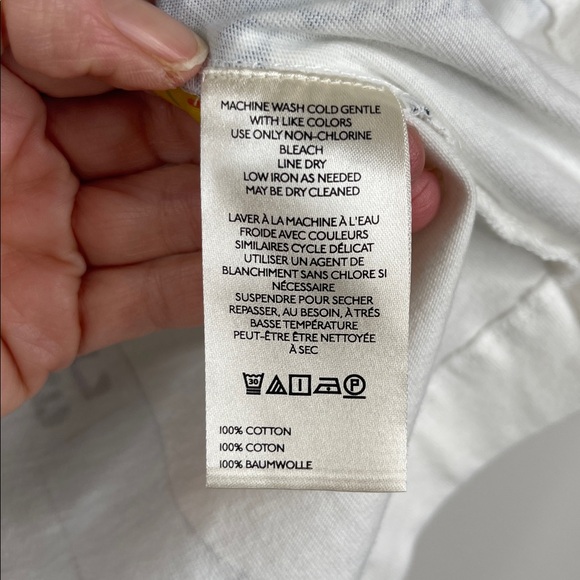 MACHINE WASH COLD GENTLE
WITH LIKE COLORS
USE ONLY NON-CHLORINE
BLEACH
LINE DRY
LOW IRON AS NEEDED
MAY BE DRY CLEANED
LAVER À LA MACHINE À L'EAU
FROIDE AVEC COULEURS
SIMILAIRES CYCLE DÉLICAT
UTILISER UN AGENT DE
BLANCHIMENT SANS CHLORE SI
NÉCESSAIRE
SUSPENDRE POUR SECHER
REPASSER, AU BESOIN, À TRÉS
BASSE TEMPÉRATURE
PEUT-ÊTRE ÊTRE NETTOYÉE
À SEC
30 P
100% COTTON
100% COTON
100% BAUMWOLLE